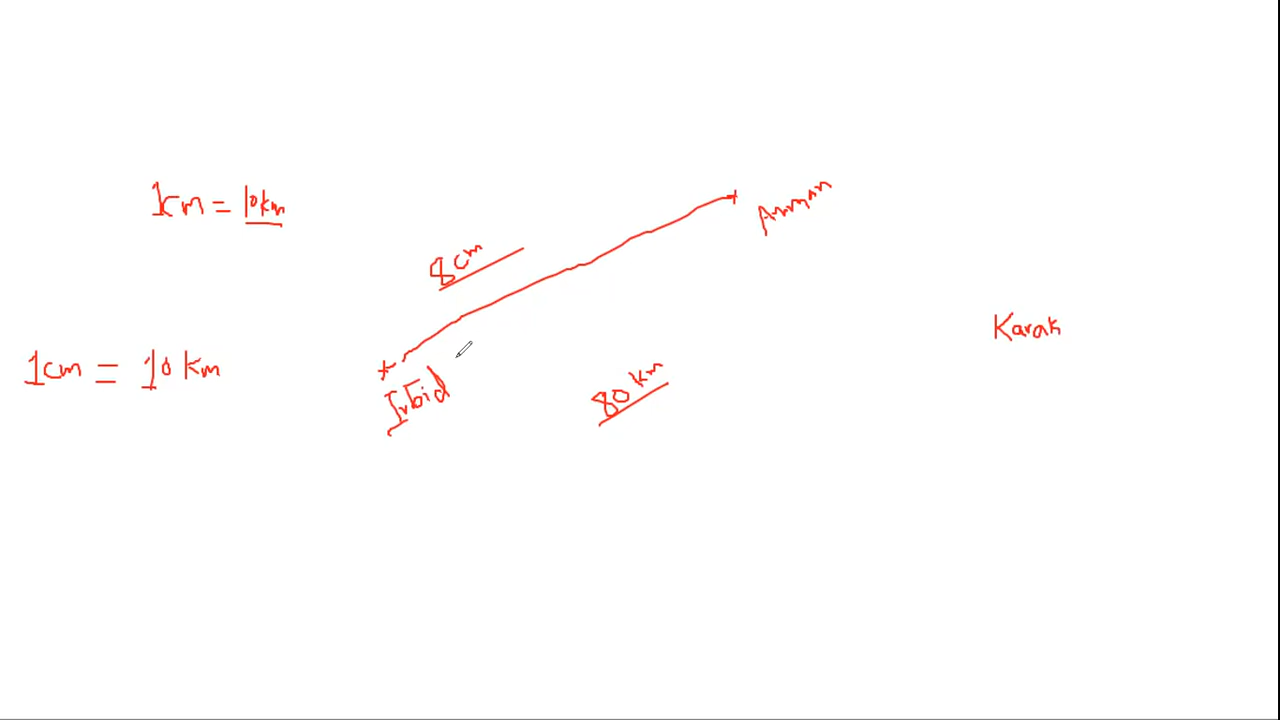 1cm = 10km
Amman
8cm
Karak
1cm = 10 km
Irbid
80 km